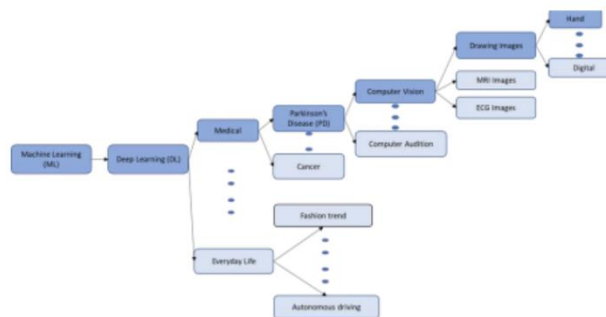 Hand
Drawing Images
Digital
MRI Images
Computer Vision
ECG Images
Parkinson's
Disease (PD)
Medical
Computer Audition
Machine Learning
(ML)
Deep Learning (DL)
Cancer
Fashion trend
Everyday Life
Autonomous driving